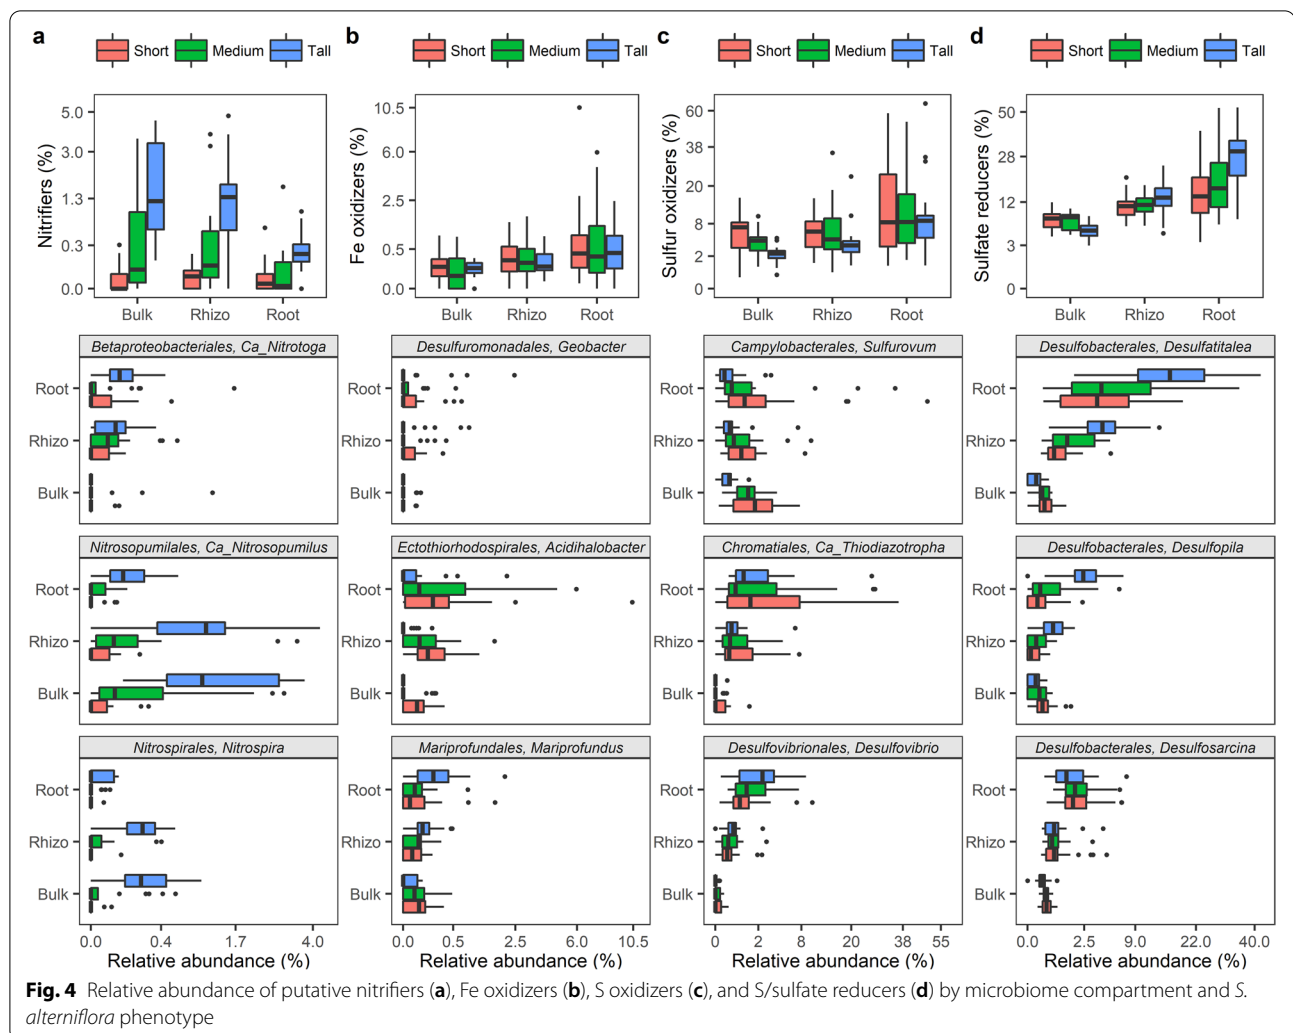 a Short Medium Tall b Short Medium Tall c Short Medium Tall d Short Medium Tall
Nitrifiers (%)
5.0
3.0
1.3
0.3
0.0
Bulk Rhizo Root
Fe oxidizers (%)
10.5
6.0
2.5
0.5
0.0
Bulk Rhizo Root
Sulfur oxidizers (%)
60
38
20
8
2
0
Bulk Rhizo Root
Sulfate reducers (%)
50
28
12
3
0
Bulk Rhizo Root
Betaproteobacteriales, Ca_Nitrotoga
Root
Rhizo
Bulk
Nitrosopumilales, Ca_Nitrosopumilus
Root
Rhizo
Bulk
Nitrospirales, Nitrospira
Root
Rhizo
Bulk
0.0 0.4 1.7 4.0
Relative abundance (%)
Desulfuromonadales, Geobacter
Root
Rhizo
Bulk
Ectothiorhodospirales, Acidihalobacter
Root
Rhizo
Bulk
Mariprofundales, Mariprofundus
Root
Rhizo
Bulk
0.0 0.5 2.5 6.0 10.5
Relative abundance (%)
Campylobacterales, Sulfurovum
Root
Rhizo
Bulk
Chromatiales, Ca_Thiodiazotropha
Root
Rhizo
Bulk
Desulfovibrionales, Desulfovibrio
Root
Rhizo
Bulk
0 2 8 20 38 55
Relative abundance (%)
Desulfobacterales, Desulfatitalea
Root
Rhizo
Bulk
Desulfobacterales, Desulfopila
Root
Rhizo
Bulk
Desulfobacterales, Desulfosarcina
Root
Rhizo
Bulk
0.0 2.5 9.0 22.0 40.0
Relative abundance (%)
Fig. 4 Relative abundance of putative nitrifiers (a), Fe oxidizers (b), S oxidizers (c), and S/sulfate reducers (d) by microbiome compartment and S.
alterniflora phenotype